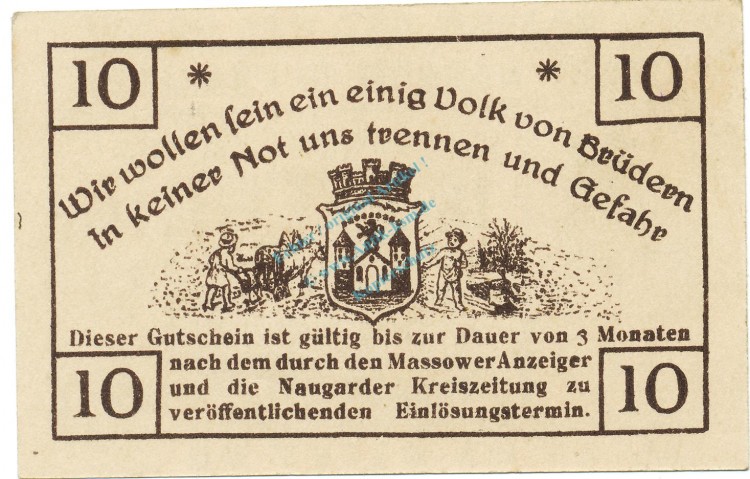 10
* *
10
Wir wollen sein ein einig Volk von Brüdern
In keiner Not uns trennen und Gefahr
Dieser Gutschein ist gültig bis zur Dauer von 3 Monaten
nach dem durch den Massower Anzeiger
und die Naugarder Kreiszeitung zu
veröffentlichenden Einlösungstermin.
10
10